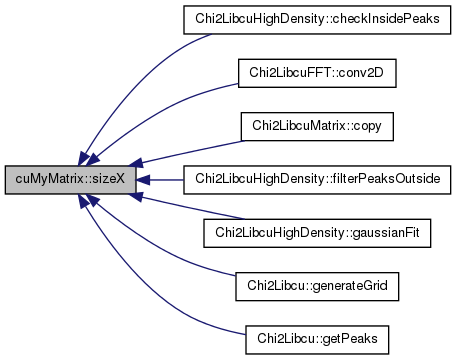 Chi2LibcuHighDensity::checkInsidePeaks
Chi2LibcuFFT::conv2D
Chi2LibcuMatrix::copy
cuMyMatrix::sizeX
Chi2LibcuHighDensity::filterPeaksOutside
Chi2LibcuHighDensity::gaussianFit
Chi2Libcu::generateGrid
Chi2Libcu::getPeaks